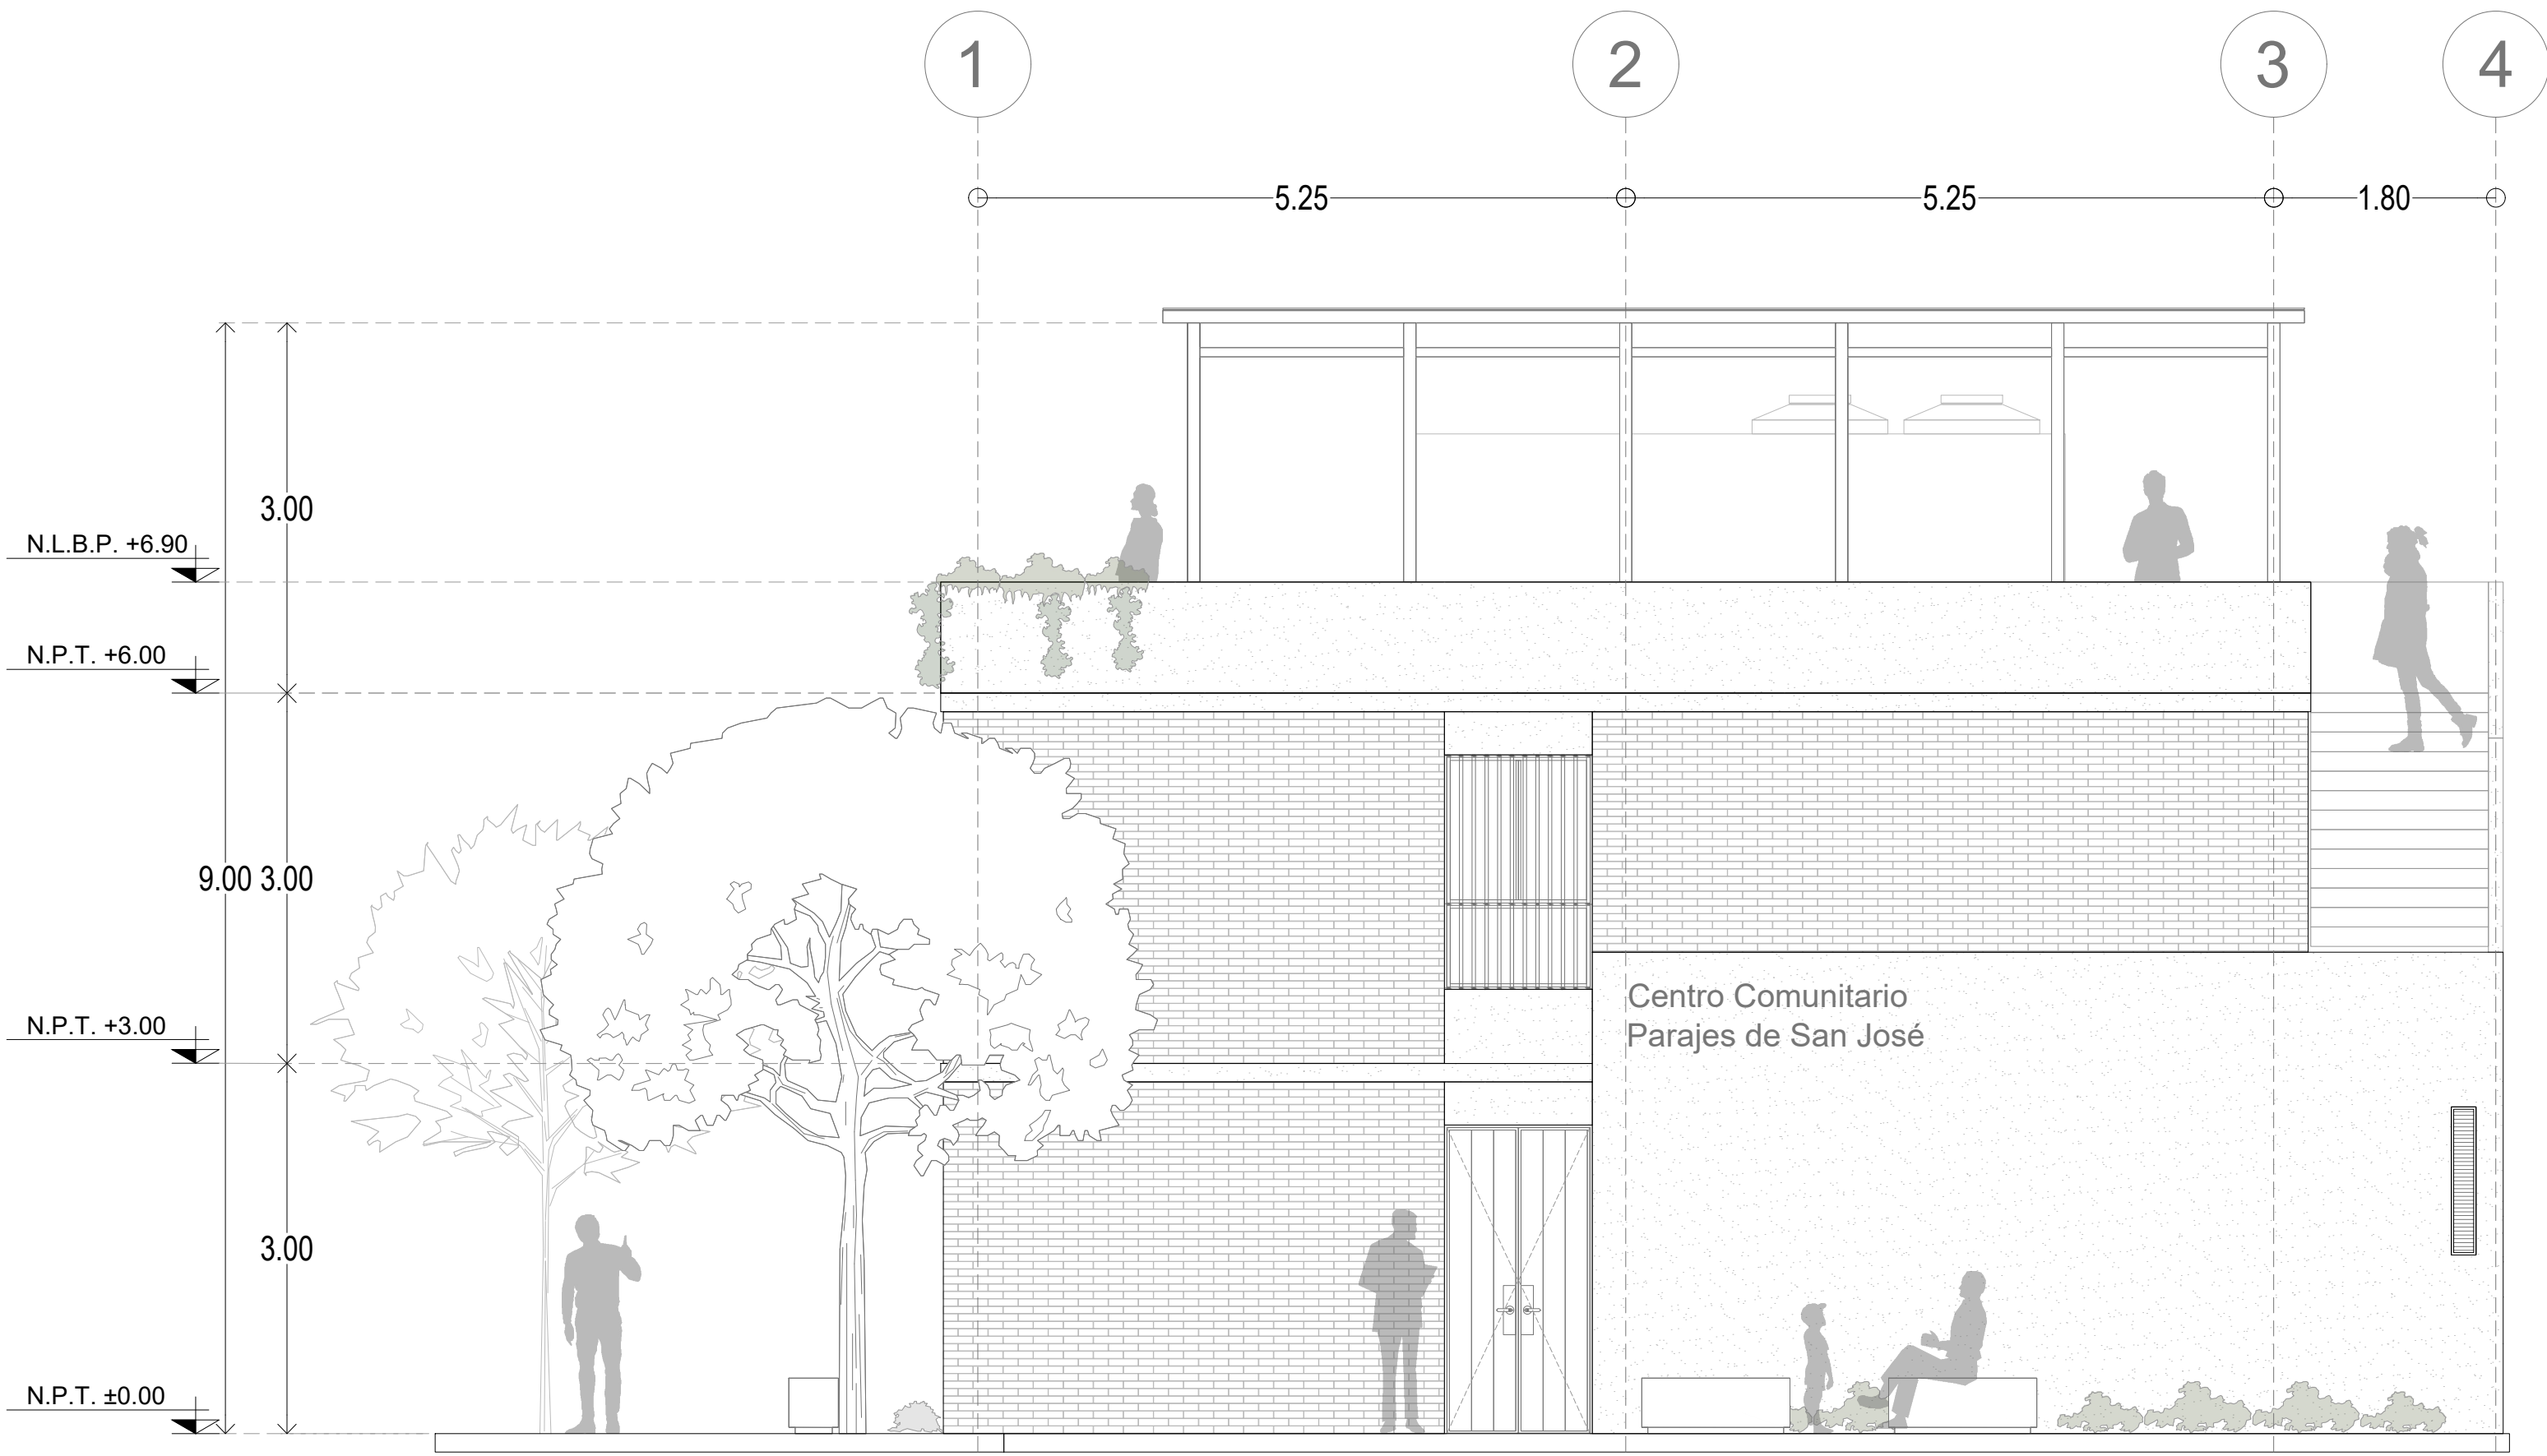 1
2
3
4
5.25
5.25
1.80
3.00
N.L.B.P. +6.90
N.P.T. +6.00
9.00
3.00
Centro Comunitario
Parajes de San José
N.P.T. +3.00
3.00
N.P.T. ±0.00